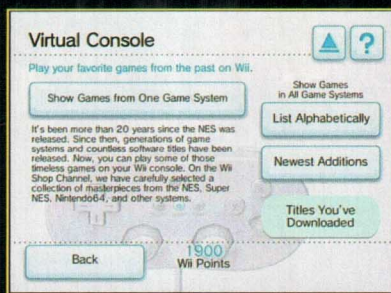 Virtual Console
?
Play your favorite games from the past on Wii.
Show Games from One Game System
It's been more than 20 years since the NES was
released. Since then, generations of game
systems and countless software titles have been
released. Now, you can play some of those
timeless games on your Wii console. On the Wii
Shop Channel, we have carefully selected a
collection of masterpieces from the NES, Super
NES, Nintendo64, and other systems.
Show Games
in All Game Systems
List Alphabetically
Newest Additions
Titles You've
Downloaded
Back
1900
Wii Points